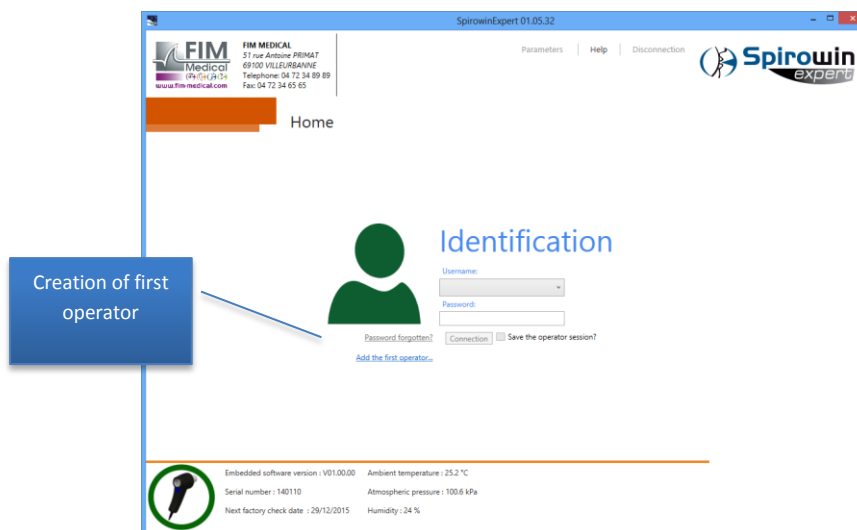 SpirowinExpert 01.05.32
FIM
Medical
www.fim-medical.com
FIM MEDICAL
51 rue Antoine PRIMAT
69100 VILLEURBANNE
Telephone: 04 72 34 89 89
Fax: 04 72 34 65 65
Parameters
Help
Disconnection
Spirowin
expert
Home
Creation of first
operator
Identification
Username:
Password:
Password forgotten?
Connection
Save the operator session?
Add the first operator...
Embedded software version : V01.00.00
Ambient temperature : 25.2 °C
Serial number : 140110
Atmospheric pressure : 100.6 kPa
Next factory check date : 29/12/2015
Humidity : 24 %